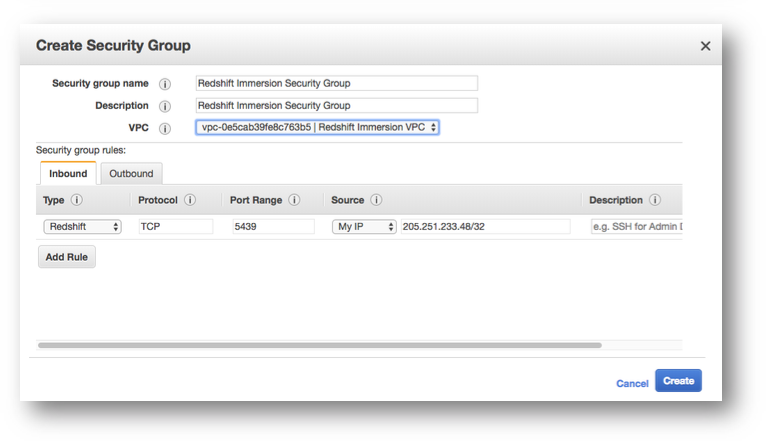 Create Security Group ×
Security group name i Redshift Immersion Security Group
Description i Redshift Immersion Security Group
VPC i vpc-0e5cab39fe8c763b5 | Redshift Immersion VPC
Security group rules:
Inbound Outbound
Type i Protocol i Port Range i Source i Description i
Redshift TCP 5439 My IP 205.251.233.48/32 e.g. SSH for Admin D
Add Rule
Cancel Create